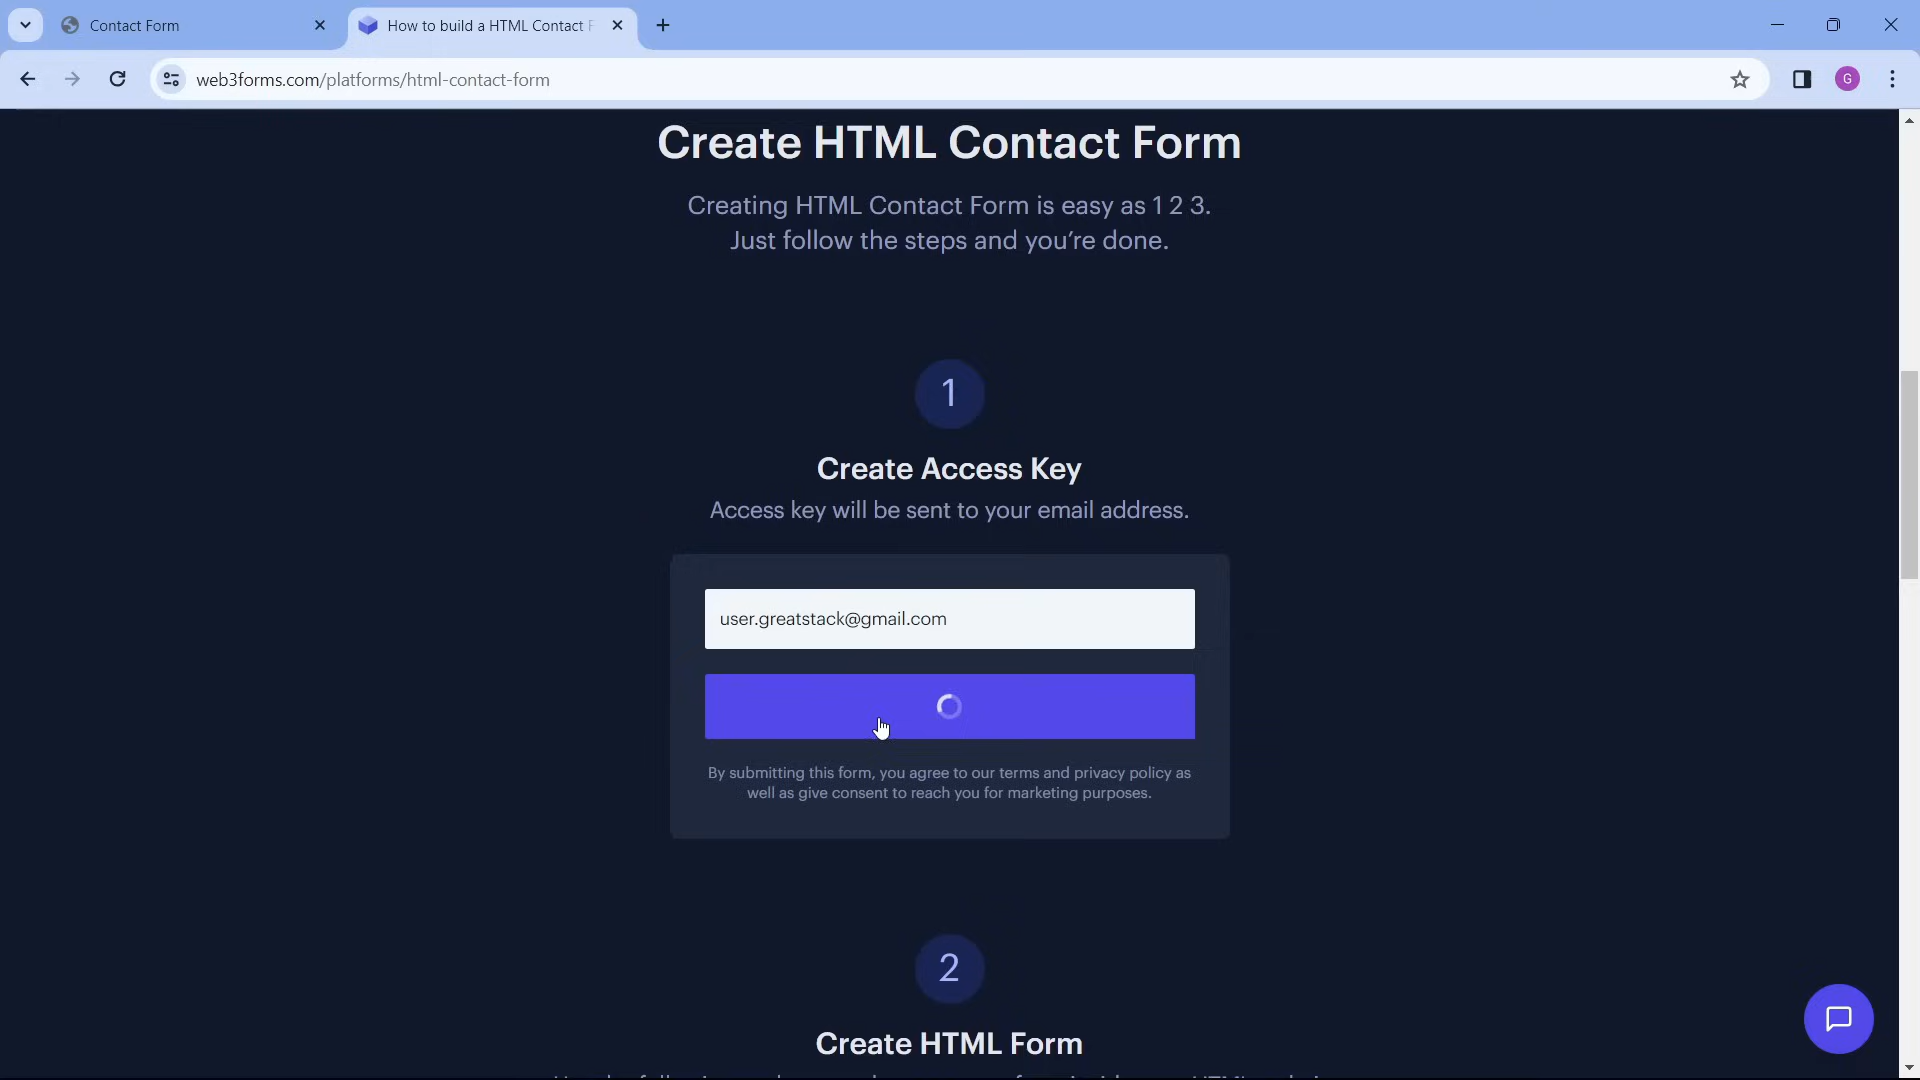 Contact Form
How to build a HTML Contact F
web3forms.com/platforms/html-contact-form
G
Create HTML Contact Form
Creating HTML Contact Form is easy as 1 2 3.
Just follow the steps and you’re done.
1
Create Access Key
Access key will be sent to your email address.
user.greatstack@gmail.com
By submitting this form, you agree to our terms and privacy policy as
well as give consent to reach you for marketing purposes.
2
Create HTML Form